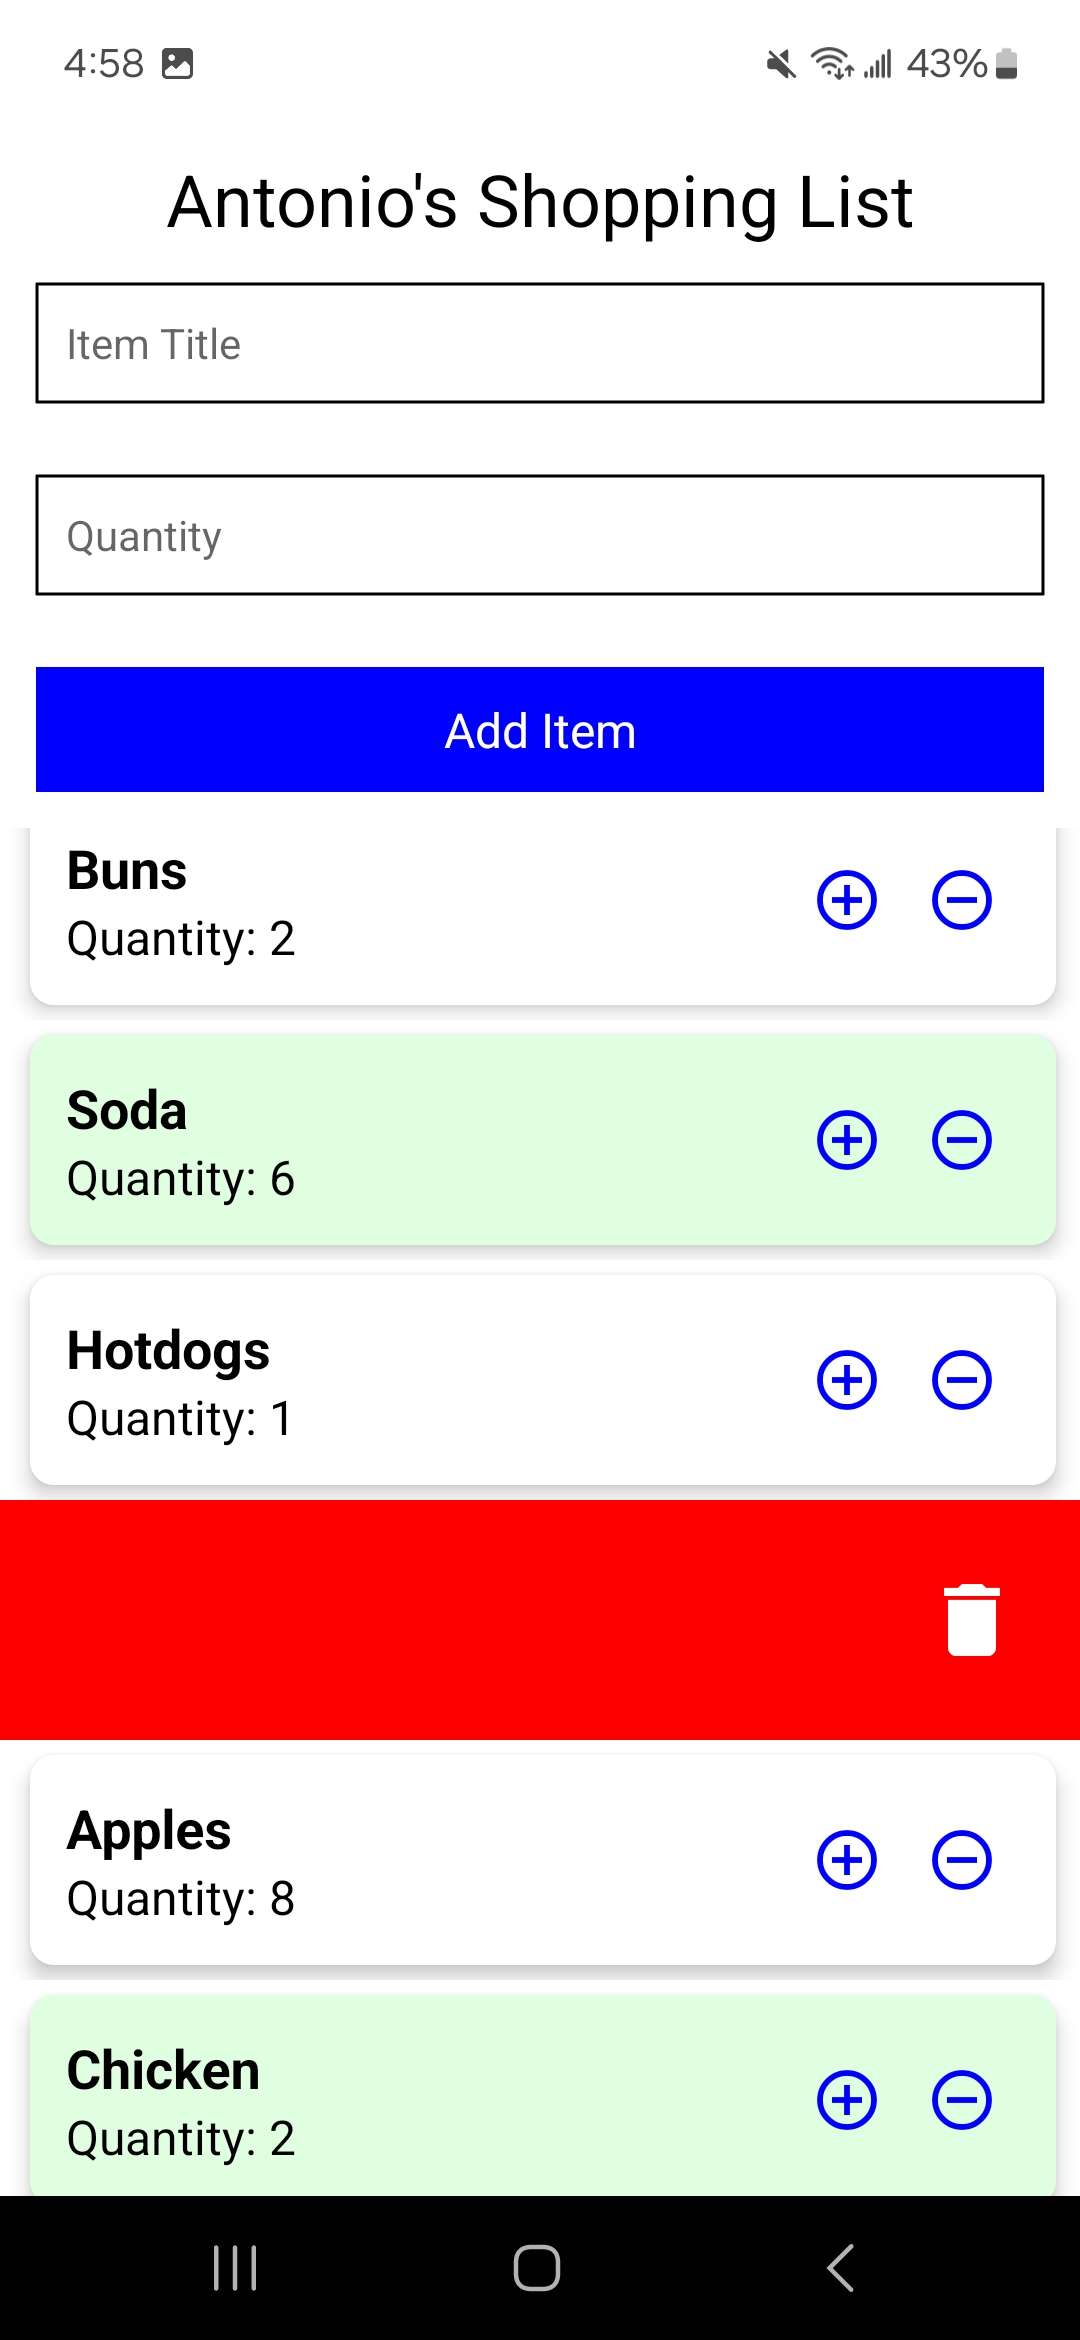 4:58
43%
Antonio's Shopping List
Item Title
Quantity
Add Item
Buns
Quantity: 2
Soda
Quantity: 6
Hotdogs
Quantity: 1
Apples
Quantity: 8
Chicken
Quantity: 2